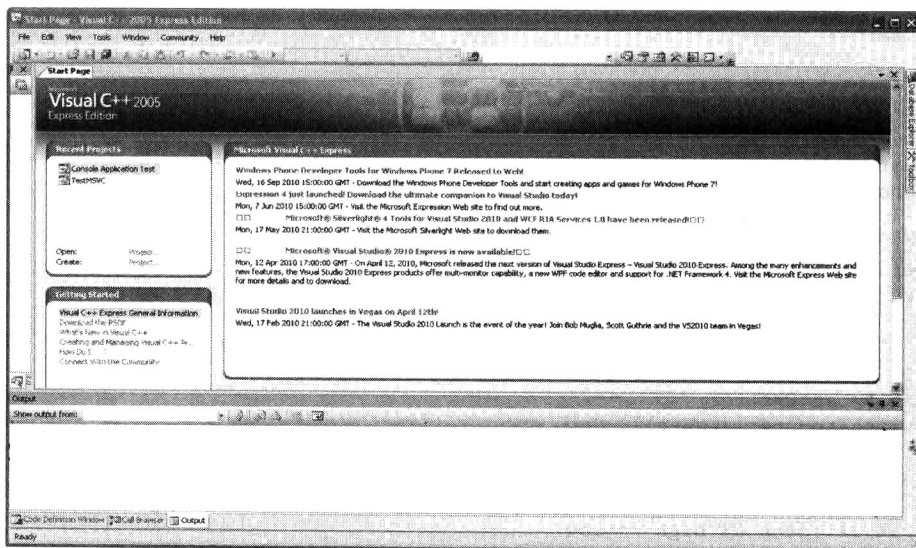 Start Page - Visual C++ 2005 Express Edition
File Edit View Tools Window Community Help
Start Page
Microsoft
Visual C++ 2005
Express Edition
Recent Projects
Console Application Test
TestMSVC
Open: Project...
Create: Project...
Getting Started
Visual C++ Express General Information
Download the PSDK
What's New in Visual C++
Creating and Managing Visual C++ Pr...
How Do I ... ?
Connect With the Community
Microsoft Visual C++ Express
Windows Phone Developer Tools for Windows Phone 7 Released to Web!
Wed, 16 Sep 2010 15:00:00 GMT - Download the Windows Phone Developer Tools and start creating apps and games for Windows Phone 7!
Expression 4 just launched! Download the ultimate companion to Visual Studio today!
Mon, 7 Jun 2010 15:00:00 GMT - Visit the Microsoft Expression Web site to find out more.
Microsoft® Silverlight® 4 Tools for Visual Studio 2010 and WCF RIA Services 1.0 have been released!
Mon, 17 May 2010 21:00:00 GMT - Visit the Microsoft Silverlight Web site to download them.
Microsoft® Visual Studio® 2010 Express is now available!
Mon, 12 Apr 2010 17:00:00 GMT - On April 12, 2010, Microsoft released the next version of Visual Studio Express – Visual Studio 2010 Express. Among the many enhancements and
new features, the Visual Studio 2010 Express products offer multi-monitor capability, a new WPF code editor and support for .NET Framework 4. Visit the Microsoft Express Web site
for more details and to download.
Visual Studio 2010 launches in Vegas on April 12th!
Wed, 17 Feb 2010 21:00:00 GMT - The Visual Studio 2010 Launch is the event of the year! Join Bob Muglia, Scott Guthrie and the VS2010 team in Vegas!
Database Explorer
Toolbox
Output
Show output from:
Code Definition Window
Call Browser
Output
Ready